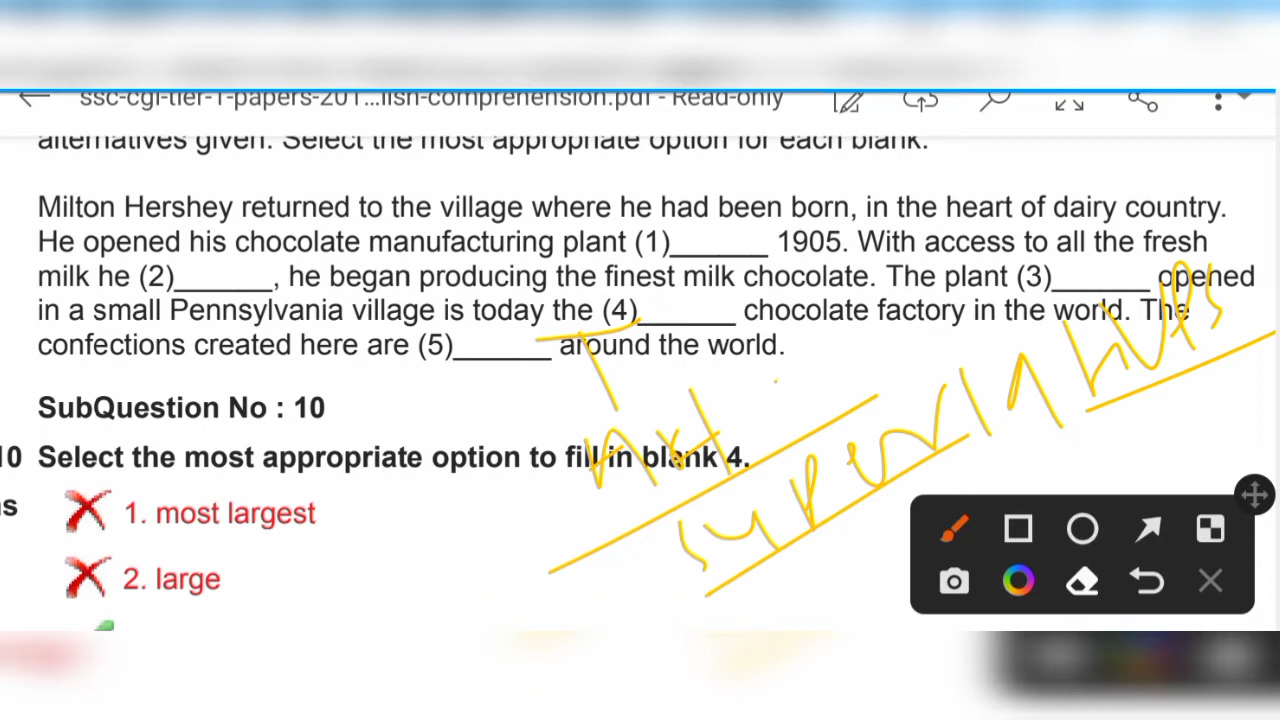 ssc-cgl-tier-1-papers-201...lish-comprehension.pdf - Read-only
alternatives given. Select the most appropriate option for each blank.
Milton Hershey returned to the village where he had been born, in the heart of dairy country.
He opened his chocolate manufacturing plant (1)______ 1905. With access to all the fresh
milk he (2)______, he began producing the finest milk chocolate. The plant (3)______ opened
in a small Pennsylvania village is today the (4)______ chocolate factory in the world. The
confections created here are (5)______ around the world.
SubQuestion No : 10
10 Select the most appropriate option to fill in blank 4.
1. most largest
2. large